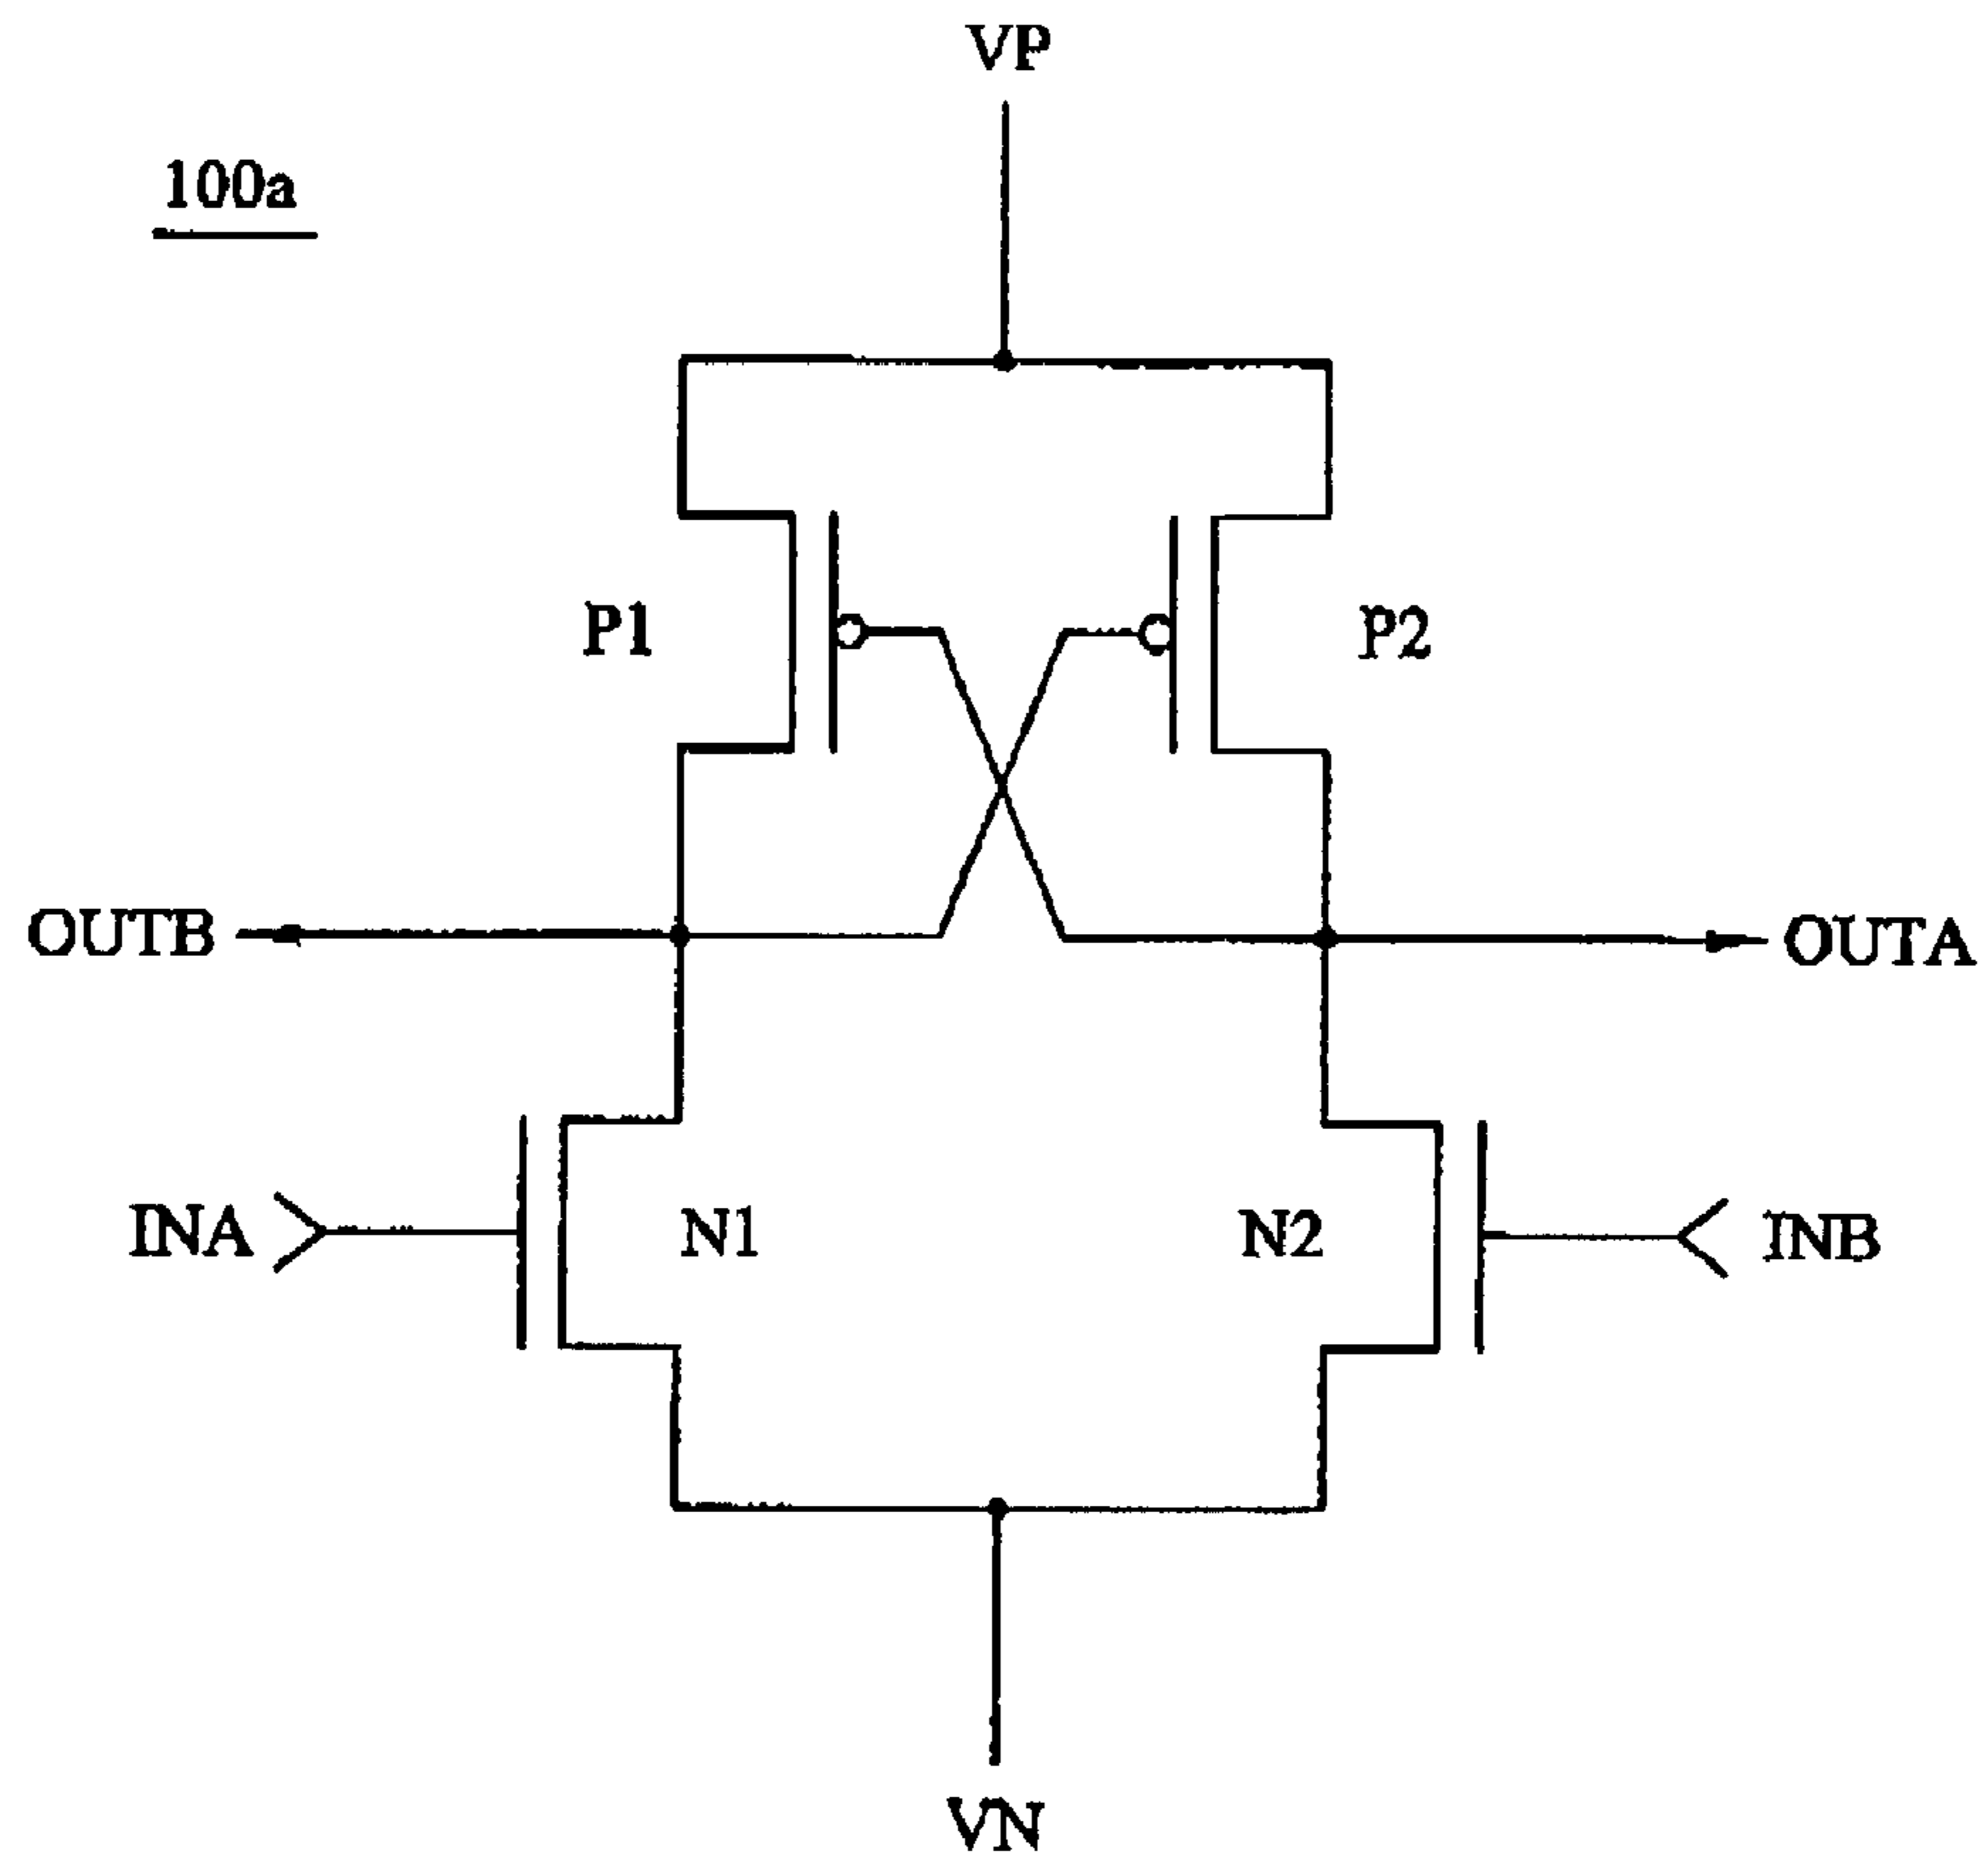 VP
100a
P1
P2
OUTB
OUTA
INA
N1
N2
INB
VN